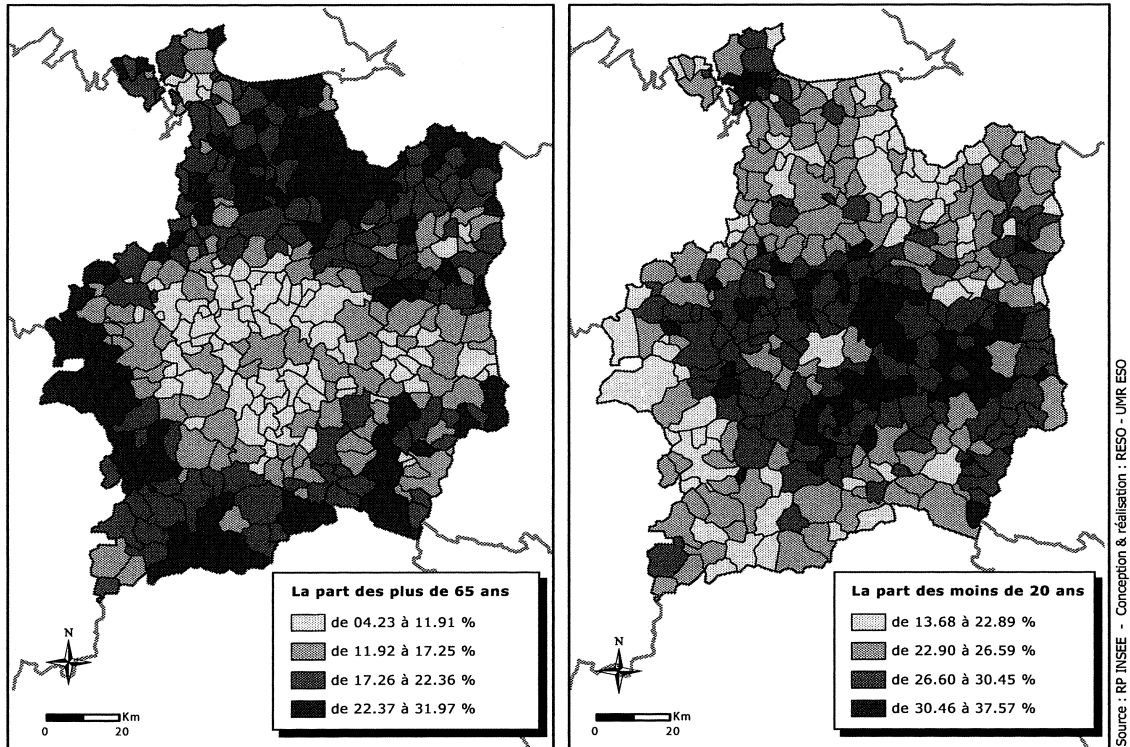 La part des plus de 65 ans
de 04.23 à 11.91 %
de 11.92 à 17.25 %
de 17.26 à 22.36 %
de 22.37 à 31.97 %
N
Km
0 20
La part des moins de 20 ans
de 13.68 à 22.89 %
de 22.90 à 26.59 %
de 26.60 à 30.45 %
de 30.46 à 37.57 %
N
Km
0 20
Source : RP INSEE - Conception & réalisation : RESO - UMR ESO